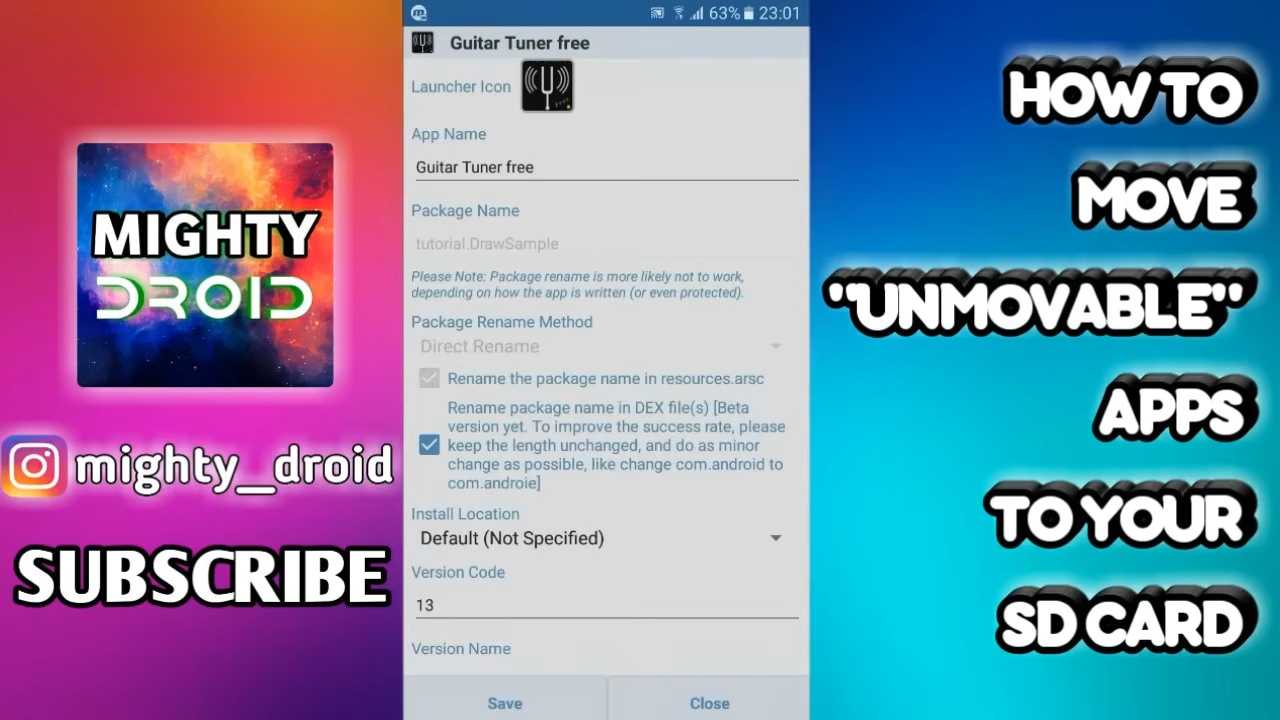 MIGHTY
DROID
mighty_droid
SUBSCRIBE
63% 23:01
Guitar Tuner free
Launcher Icon
Free
App Name
Guitar Tuner free
Package Name
tutorial.DrawSample
Please Note: Package rename is more likely not to work,
depending on how the app is written (or even protected).
Package Rename Method
Direct Rename
Rename the package name in resources.arsc
Rename package name in DEX file(s) [Beta
version yet. To improve the success rate, please
keep the length unchanged, and do as minor
change as possible, like change com.android to
com.androie]
Install Location
Default (Not Specified)
Version Code
13
Version Name
Save
Close
HOW TO
MOVE
"UNMOVABLE"
APPS
TO YOUR
SD CARD